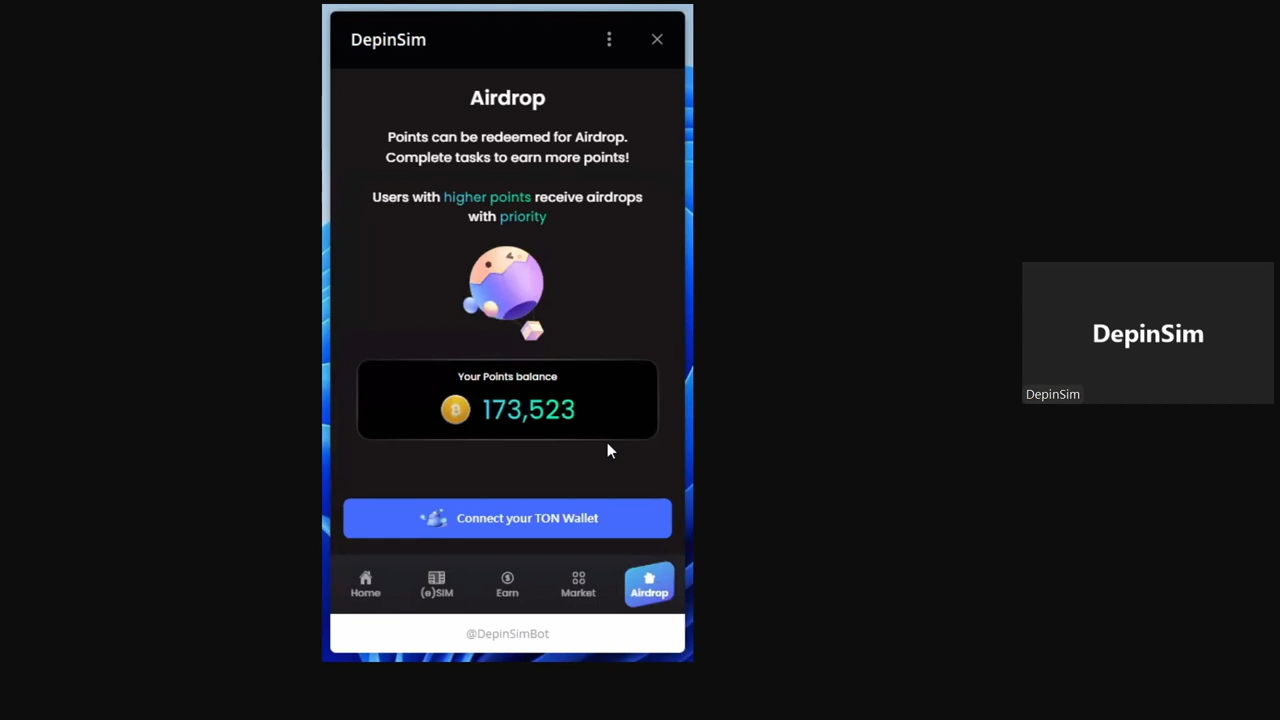 DepinSim
Airdrop
Points can be redeemed for Airdrop.
Complete tasks to earn more points!
Users with higher points receive airdrops
with priority
Your Points balance
173,523
Connect your TON Wallet
Home
(e)SIM
Earn
Market
Airdrop
@DepinSimBot
DepinSim
DepinSim